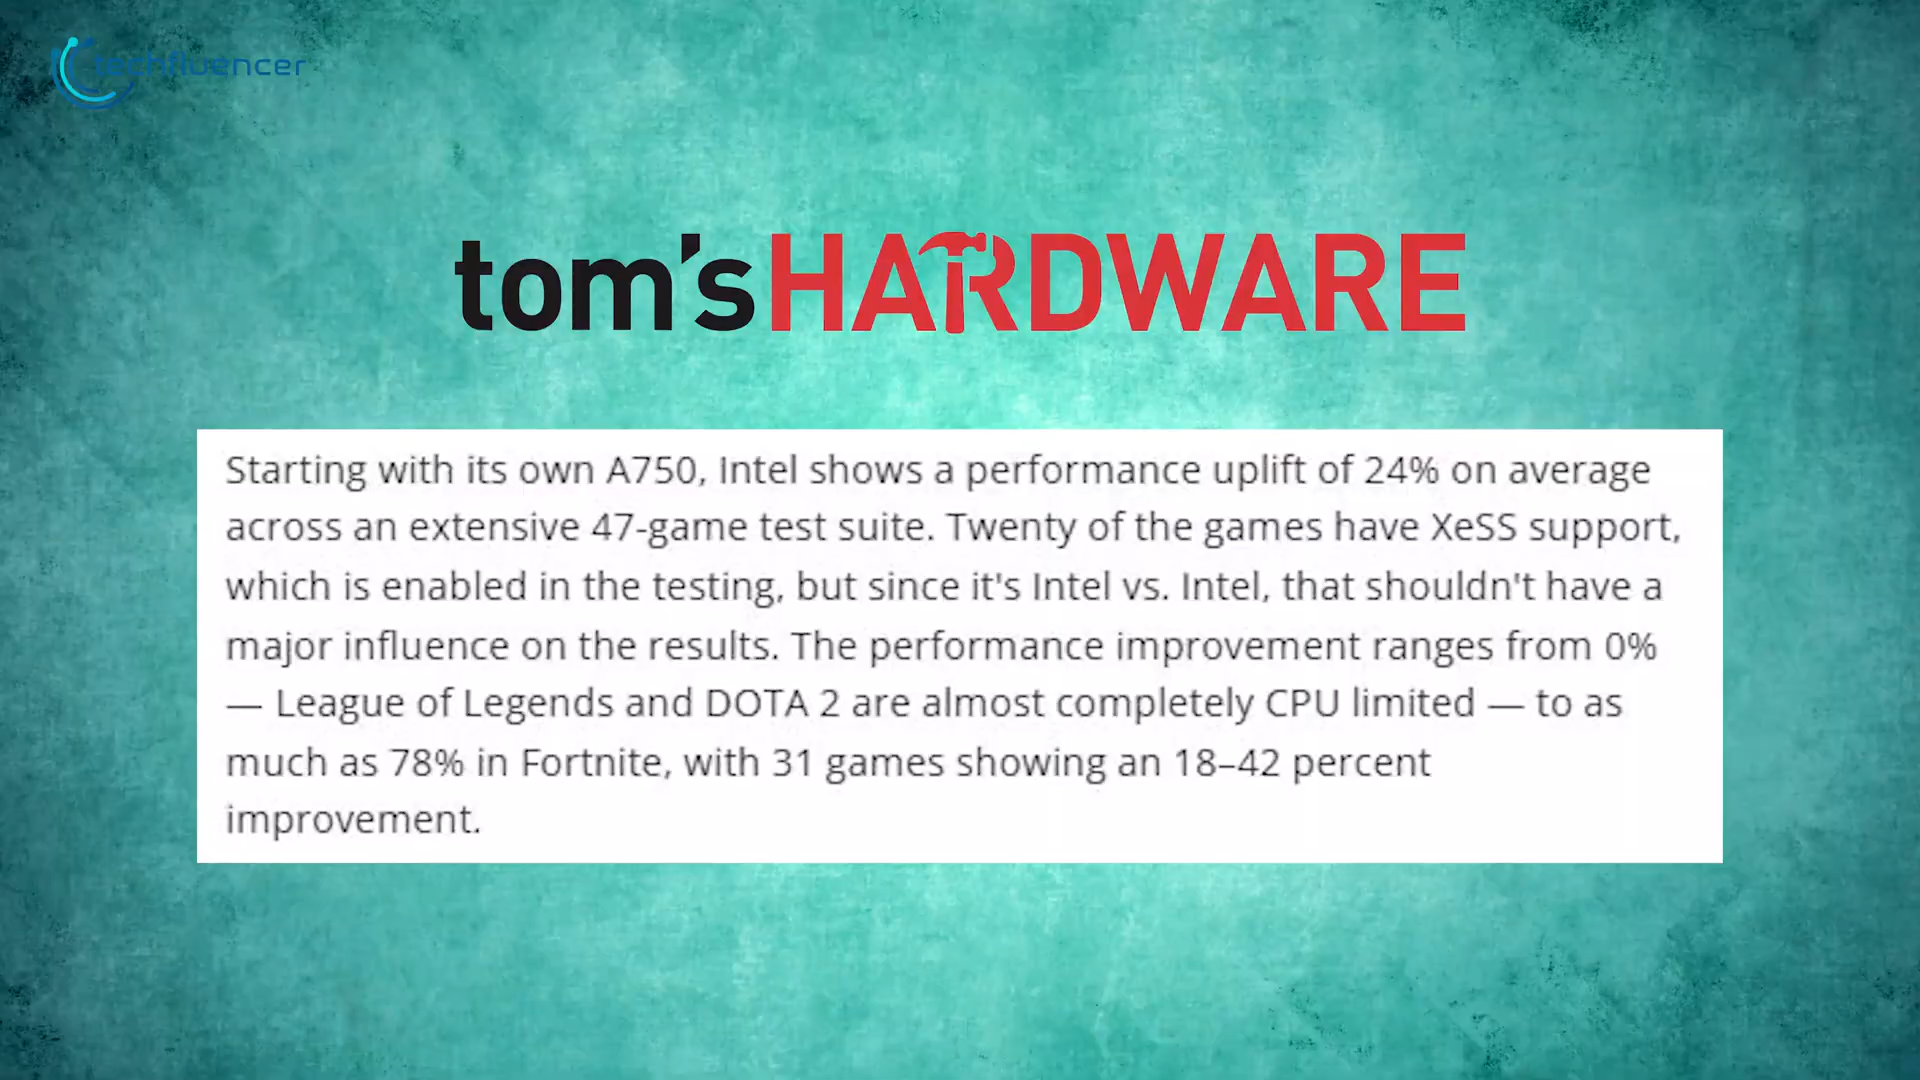 techfluencer
tom'sHARDWARE
Starting with its own A750, Intel shows a performance uplift of 24% on average
across an extensive 47-game test suite. Twenty of the games have XeSS support,
which is enabled in the testing, but since it's Intel vs. Intel, that shouldn't have a
major influence on the results. The performance improvement ranges from 0%
— League of Legends and DOTA 2 are almost completely CPU limited — to as
much as 78% in Fortnite, with 31 games showing an 18–42 percent
improvement.